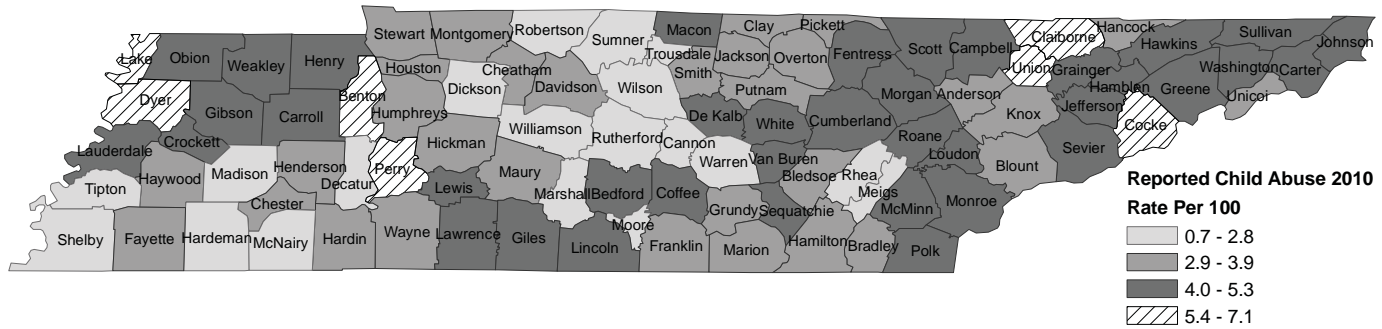 Stewart Montgomery Robertson Sumner Macon Clay Pickett Claiborne Hancock Sullivan Johnson
Lake Obion Weakley Henry Houston Cheatham Trousdale Jackson Overton Fentress Scott Campbell Union Grainger Hawkins Washington Carter
Dyer Gibson Carroll Benton Humphreys Dickson Davidson Wilson Smith Putnam Morgan Anderson Knox Jefferson Hamblen Greene Unicoi
Lauderdale Crockett Hickman Williamson Rutherford Cannon De Kalb White Cumberland Roane Loudon Blount Sevier Cocke
Tipton Haywood Madison Henderson Decatur Perry Lewis Maury Marshall Bedford Coffee Warren Van Buren Bledsoe Rhea Meigs McMinn Monroe
Shelby Fayette Hardeman Chester McNairy Hardin Wayne Lawrence Giles Lincoln Moore Franklin Grundy Sequatchie Marion Hamilton Bradley Polk
Reported Child Abuse 2010
Rate Per 100
0.7 - 2.8
2.9 - 3.9
4.0 - 5.3
5.4 - 7.1